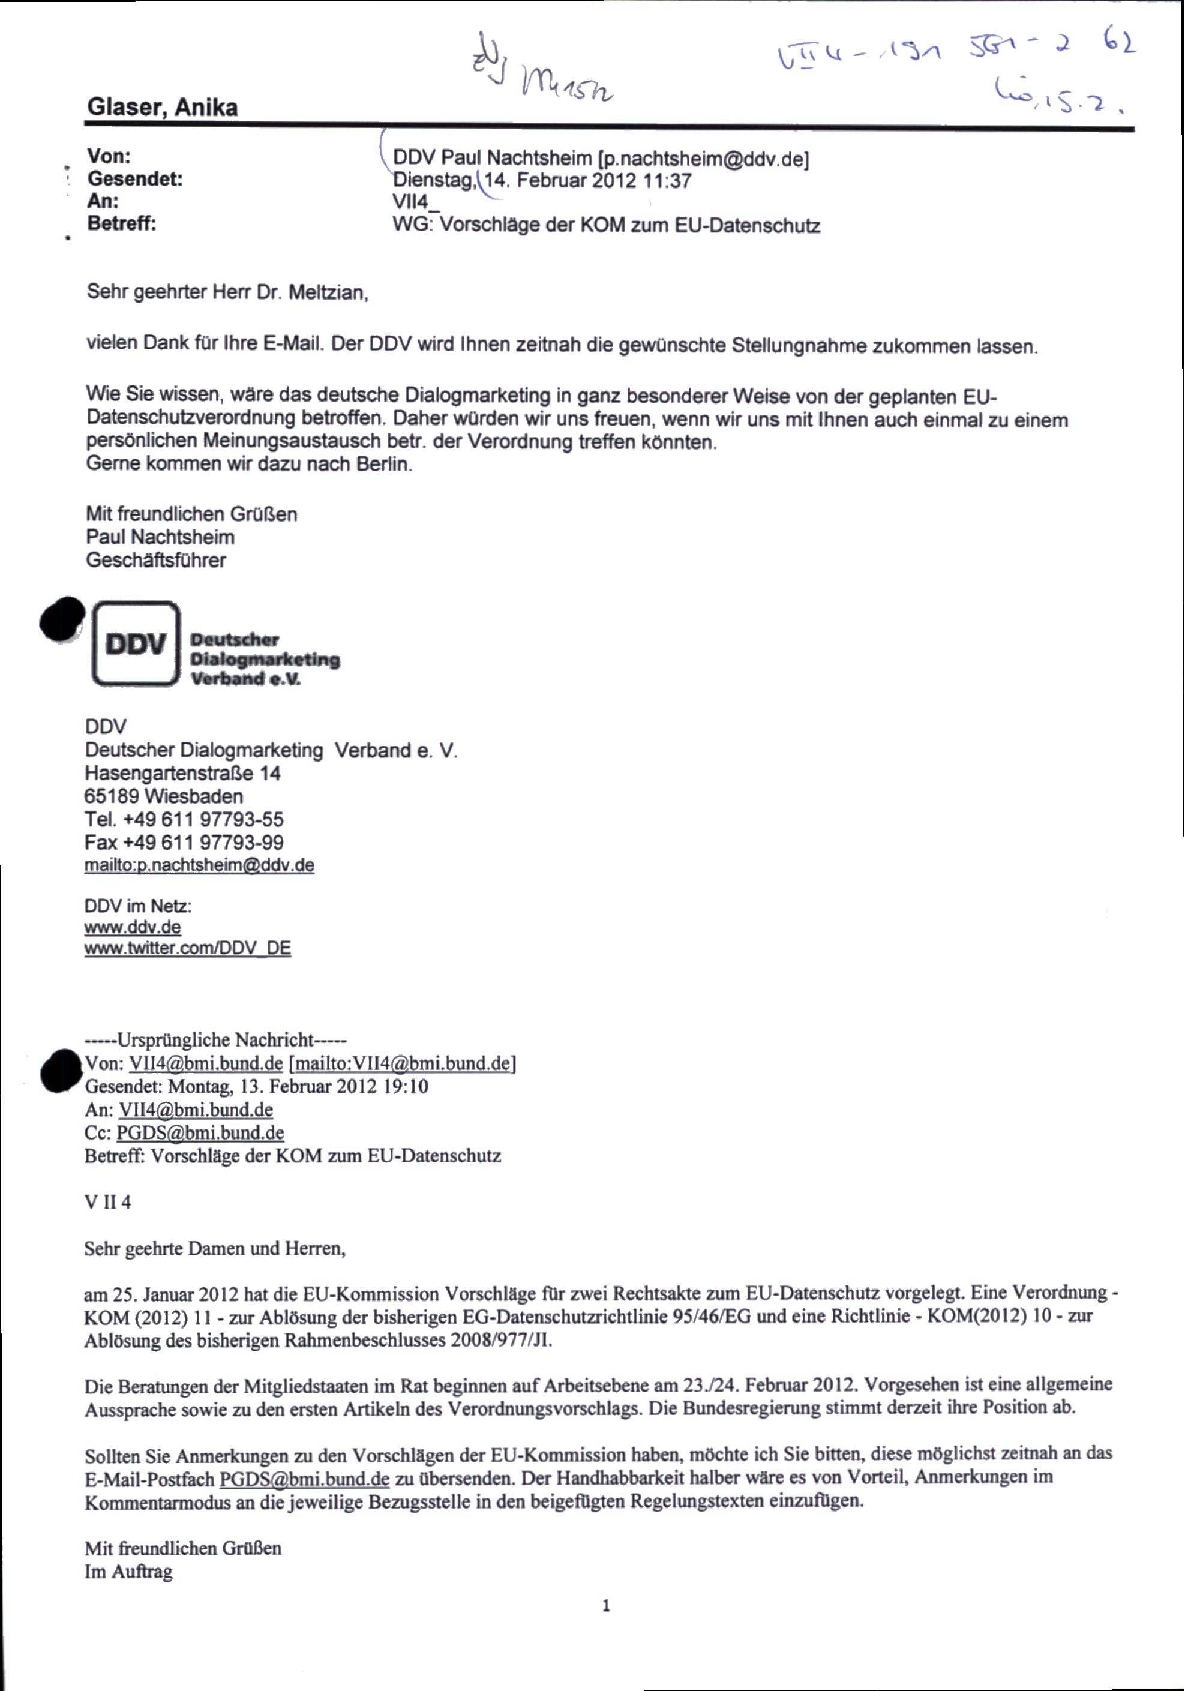 VII4-191 561-2 62
15.2.
Glaser, Anika
Von: DDV Paul Nachtsheim [p.nachtsheim@ddv.de]
Gesendet: Dienstag, 14. Februar 2012 11:37
An: VII4_
Betreff: WG: Vorschläge der KOM zum EU-Datenschutz
Sehr geehrter Herr Dr. Meltzian,
vielen Dank für Ihre E-Mail. Der DDV wird Ihnen zeitnah die gewünschte Stellungnahme zukommen lassen.
Wie Sie wissen, wäre das deutsche Dialogmarketing in ganz besonderer Weise von der geplanten EU-
Datenschutzverordnung betroffen. Daher würden wir uns freuen, wenn wir uns mit Ihnen auch einmal zu einem
persönlichen Meinungsaustausch betr. der Verordnung treffen könnten.
Gerne kommen wir dazu nach Berlin.
Mit freundlichen Grüßen
Paul Nachtsheim
Geschäftsführer
DDV Deutscher
Dialogmarketing
Verband e.V.
DDV
Deutscher Dialogmarketing Verband e. V.
Hasengartenstraße 14
65189 Wiesbaden
Tel. +49 611 97793-55
Fax +49 611 97793-99
mailto:p.nachtsheim@ddv.de
DDV im Netz:
www.ddv.de
www.twitter.com/DDV_DE
-----Ursprüngliche Nachricht-----
Von: VII4@bmi.bund.de [mailto:VII4@bmi.bund.de]
Gesendet: Montag, 13. Februar 2012 19:10
An: VII4@bmi.bund.de
Cc: PGDS@bmi.bund.de
Betreff: Vorschläge der KOM zum EU-Datenschutz
V II 4
Sehr geehrte Damen und Herren,
am 25. Januar 2012 hat die EU-Kommission Vorschläge für zwei Rechtsakte zum EU-Datenschutz vorgelegt. Eine Verordnung -
KOM (2012) 11 - zur Ablösung der bisherigen EG-Datenschutzrichtlinie 95/46/EG und eine Richtlinie - KOM(2012) 10 - zur
Ablösung des bisherigen Rahmenbeschlusses 2008/977/JI.
Die Beratungen der Mitgliedstaaten im Rat beginnen auf Arbeitsebene am 23./24. Februar 2012. Vorgesehen ist eine allgemeine
Aussprache sowie zu den ersten Artikeln des Verordnungsvorschlags. Die Bundesregierung stimmt derzeit ihre Position ab.
Sollten Sie Anmerkungen zu den Vorschlägen der EU-Kommission haben, möchte ich Sie bitten, diese möglichst zeitnah an das
E-Mail-Postfach PGDS@bmi.bund.de zu übersenden. Der Handhabbarkeit halber wäre es von Vorteil, Anmerkungen im
Kommentarmodus an die jeweilige Bezugsstelle in den beigefügten Regelungstexten einzufügen.
Mit freundlichen Grüßen
Im Auftrag
1